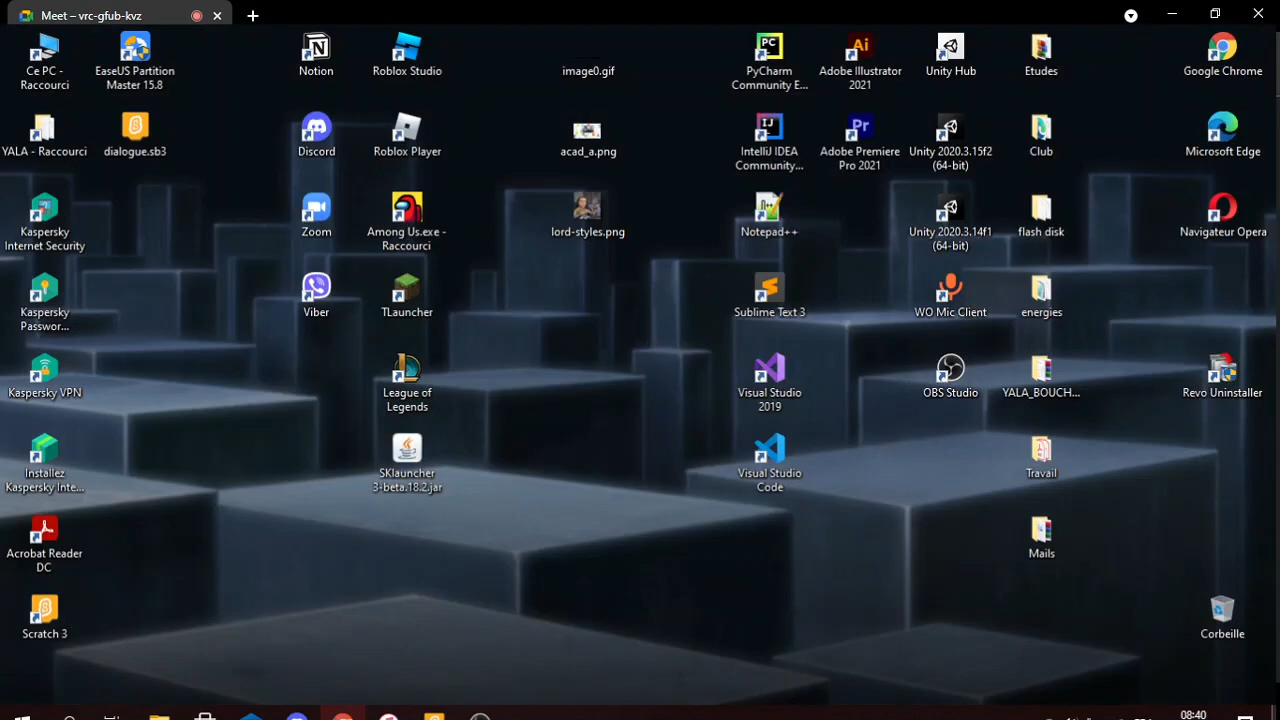 Meet – vrc-gfub-kvz
Ce PC -
Raccourci
EaseUS Partition
Master 15.8
Notion
Roblox Studio
image0.gif
PyCharm
Community E...
Adobe Illustrator
2021
Unity Hub
Etudes
Google Chrome
YALA - Raccourci
dialogue.sb3
Discord
Roblox Player
acad_a.png
IntelliJ IDEA
Community...
Adobe Premiere
Pro 2021
Unity 2020.3.15f2
(64-bit)
Club
Microsoft Edge
Kaspersky
Internet Security
Zoom
Among Us.exe -
Raccourci
lord-styles.png
Notepad++
Unity 2020.3.14f1
(64-bit)
flash disk
Navigateur Opera
Kaspersky
Passwor...
Viber
TLauncher
Sublime Text 3
WO Mic Client
energies
Kaspersky VPN
League of
Legends
Visual Studio
2019
OBS Studio
YALA_BOUCH...
Revo Uninstaller
Installez
Kaspersky Inte...
SKlauncher
3-beta.18.2.jar
Visual Studio
Code
Travail
Acrobat Reader
DC
Mails
Scratch 3
Corbeille
08:40